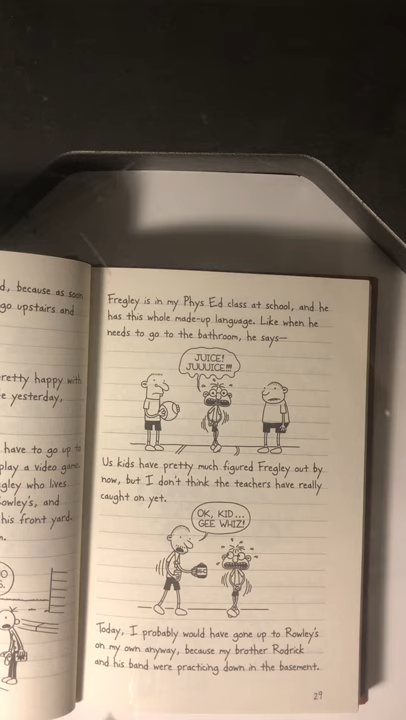 d, because as soon
go upstairs and
retty happy with
e yesterday,
have to go up to
play a video game
gley who lives
owley's, and
his front yard.
Fregley is in my Phys Ed class at school, and he
has this whole made-up language. Like when he
needs to go to the bathroom, he says—
JUICE!
JUUUICE!!!
Us kids have pretty much figured Fregley out by
now, but I don't think the teachers have really
caught on yet.
OK, KID...
GEE WHIZ!
Today, I probably would have gone up to Rowley's
on my own anyway, because my brother Rodrick
and his band were practicing down in the basement.
29